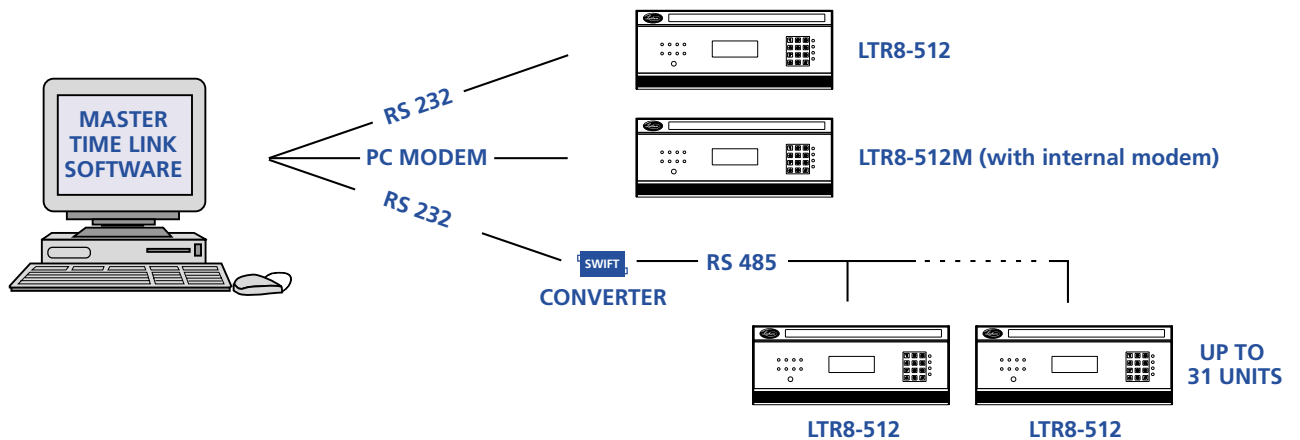 MASTER
TIME LINK
SOFTWARE
RS 232
LTR8-512
PC MODEM
LTR8-512M (with internal modem)
RS 232
SWIFT
CONVERTER
RS 485
UP TO
31 UNITS
LTR8-512
LTR8-512